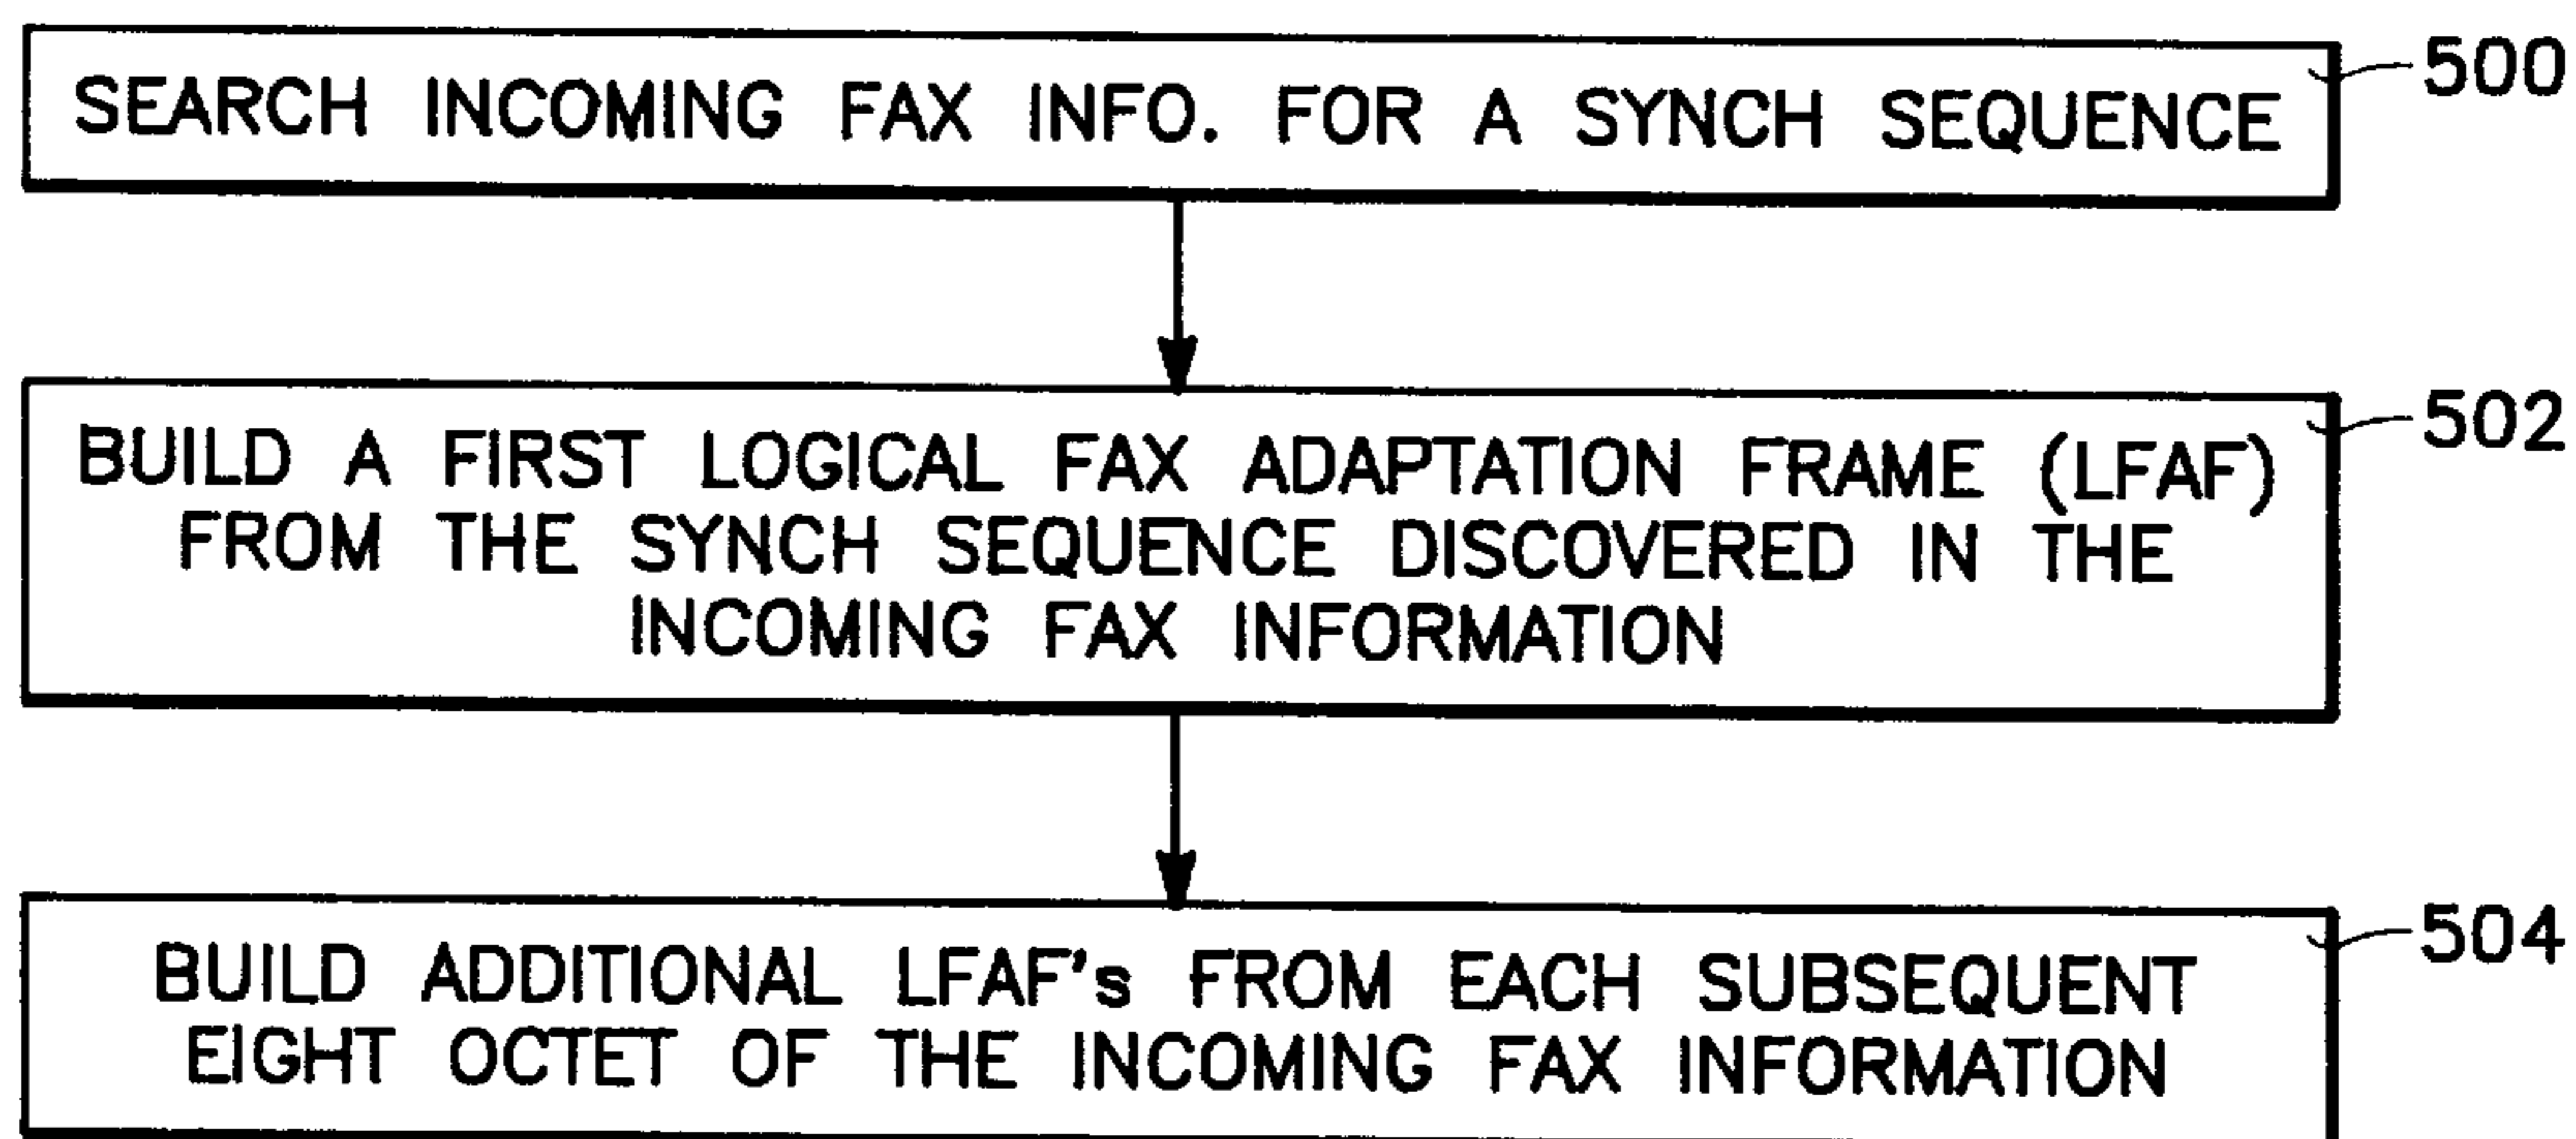 SEARCH INCOMING FAX INFO. FOR A SYNCH SEQUENCE
500
BUILD A FIRST LOGICAL FAX ADAPTATION FRAME (LFAF)
FROM THE SYNCH SEQUENCE DISCOVERED IN THE
INCOMING FAX INFORMATION
502
BUILD ADDITIONAL LFAF's FROM EACH SUBSEQUENT
EIGHT OCTET OF THE INCOMING FAX INFORMATION
504